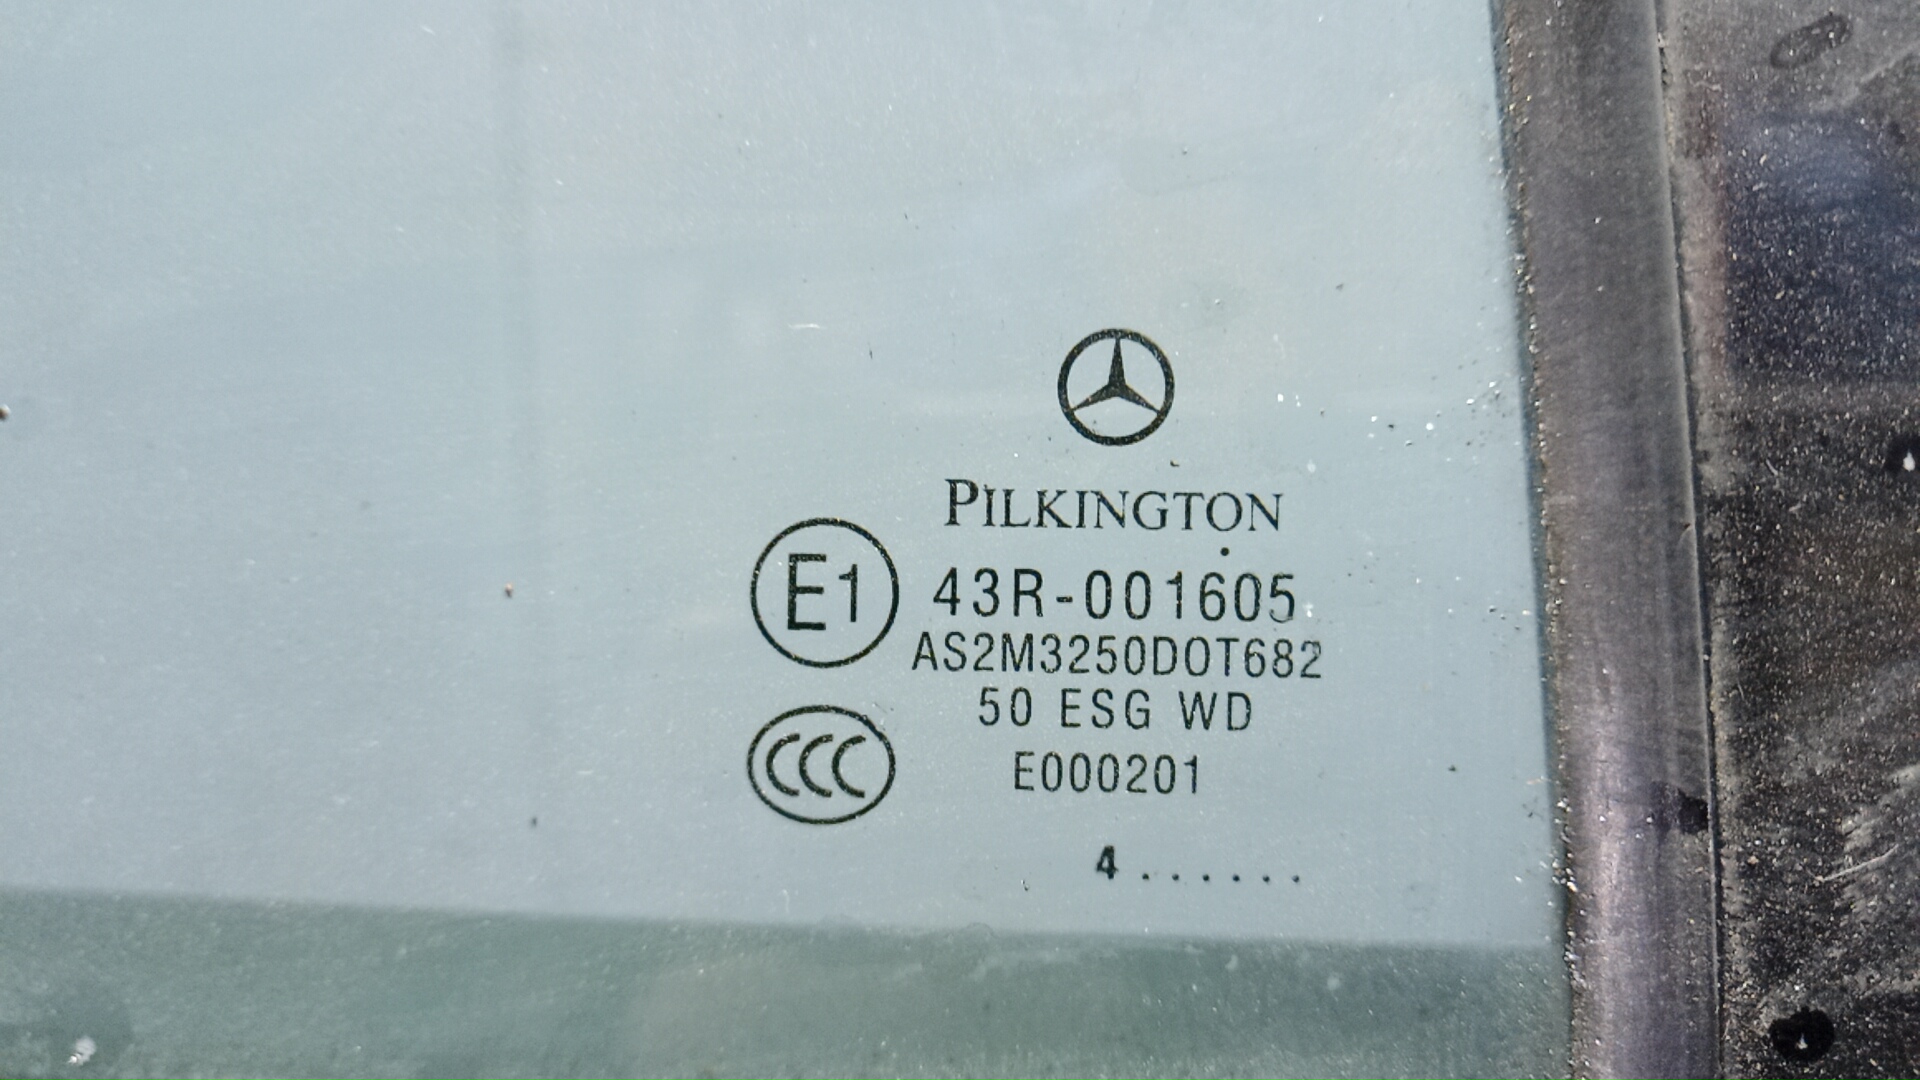 PILKINGTON
E1 43R-001605
AS2M3250DOT682
50 ESG WD
CCC E000201
4 . . . . . .